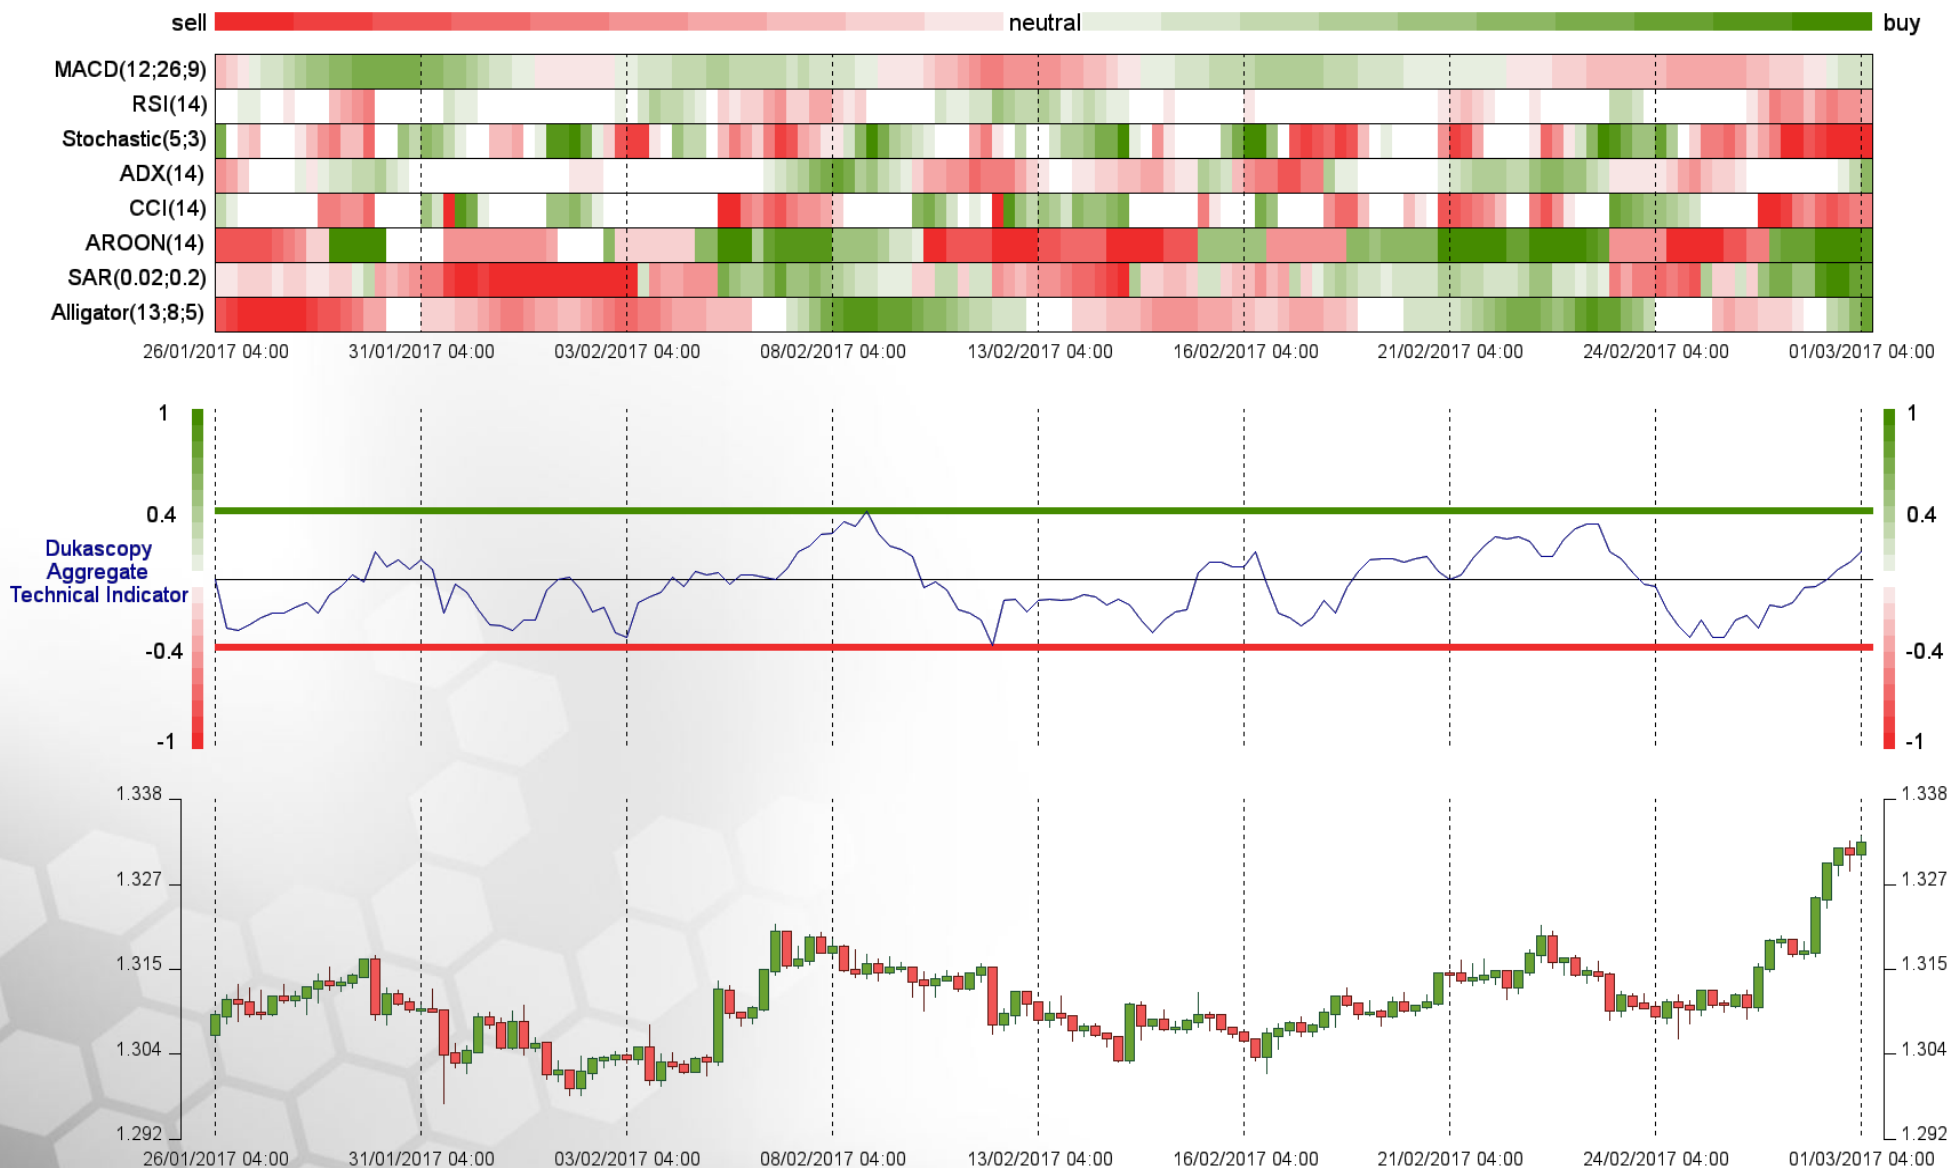 sell neutral buy
MACD(12;26;9)
RSI(14)
Stochastic(5;3)
ADX(14)
CCI(14)
AROON(14)
SAR(0.02;0.2)
Alligator(13;8;5)
26/01/2017 04:00 31/01/2017 04:00 03/02/2017 04:00 08/02/2017 04:00 13/02/2017 04:00 16/02/2017 04:00 21/02/2017 04:00 24/02/2017 04:00 01/03/2017 04:00
1 1
0.4 0.4
Dukascopy
Aggregate
Technical Indicator
-0.4 -0.4
-1 -1
1.338 1.338
1.327 1.327
1.315 1.315
1.304 1.304
1.292 1.292
26/01/2017 04:00 31/01/2017 04:00 03/02/2017 04:00 08/02/2017 04:00 13/02/2017 04:00 16/02/2017 04:00 21/02/2017 04:00 24/02/2017 04:00 01/03/2017 04:00